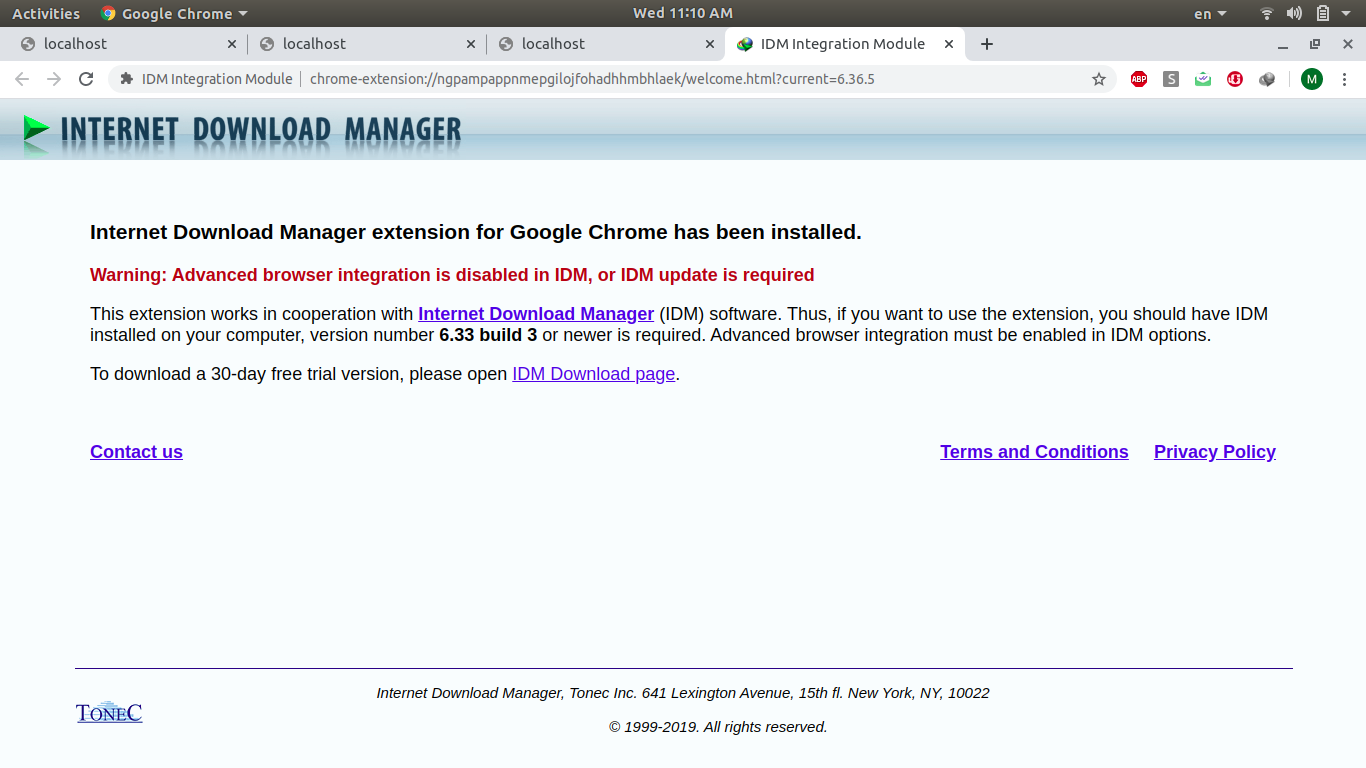 Activities Google Chrome Wed 11:10 AM en
localhost localhost localhost IDM Integration Module
IDM Integration Module chrome-extension://ngpampappnmepgilojfohadhhmbhlaek/welcome.html?current=6.36.5 ABP S M
INTERNET DOWNLOAD MANAGER
Internet Download Manager extension for Google Chrome has been installed.
Warning: Advanced browser integration is disabled in IDM, or IDM update is required
This extension works in cooperation with Internet Download Manager (IDM) software. Thus, if you want to use the extension, you should have IDM
installed on your computer, version number 6.33 build 3 or newer is required. Advanced browser integration must be enabled in IDM options.
To download a 30-day free trial version, please open IDM Download page.
Contact us Terms and Conditions Privacy Policy
Internet Download Manager, Tonec Inc. 641 Lexington Avenue, 15th fl. New York, NY, 10022
TONEC
© 1999-2019. All rights reserved.